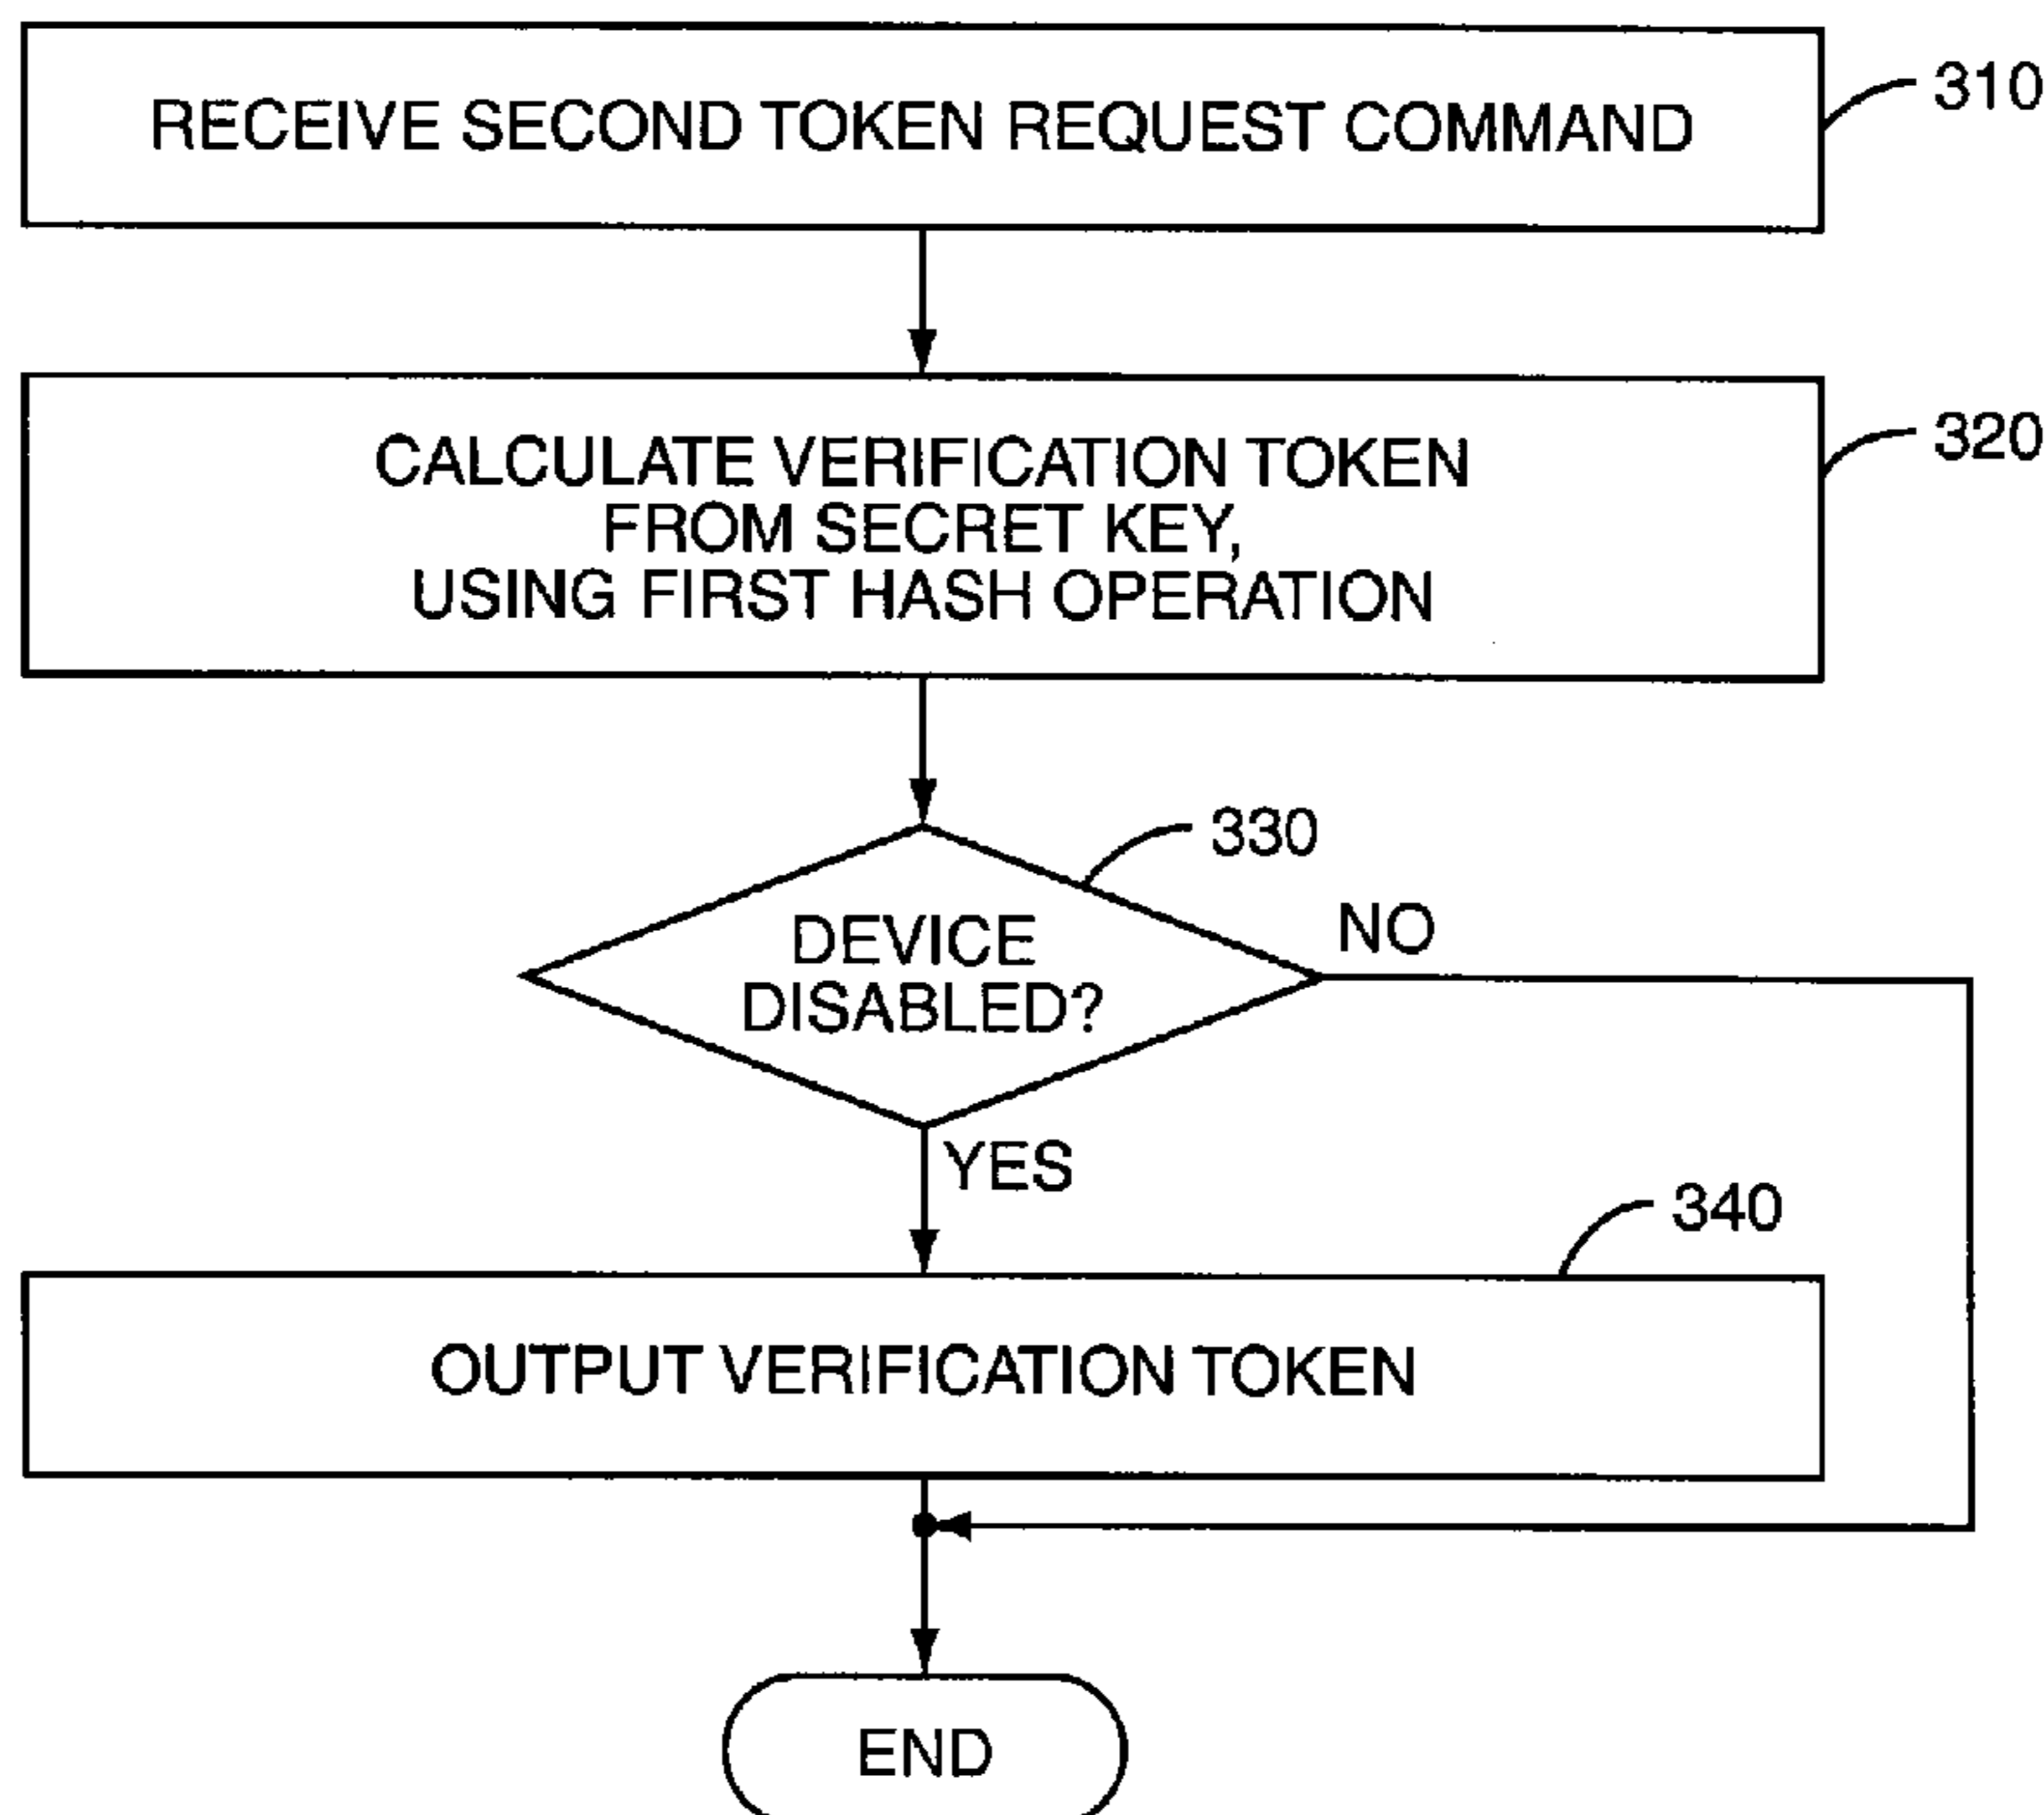 RECEIVE SECOND TOKEN REQUEST COMMAND
310
CALCULATE VERIFICATION TOKEN
FROM SECRET KEY,
USING FIRST HASH OPERATION
320
330
DEVICE
DISABLED?
NO
YES
340
OUTPUT VERIFICATION TOKEN
END